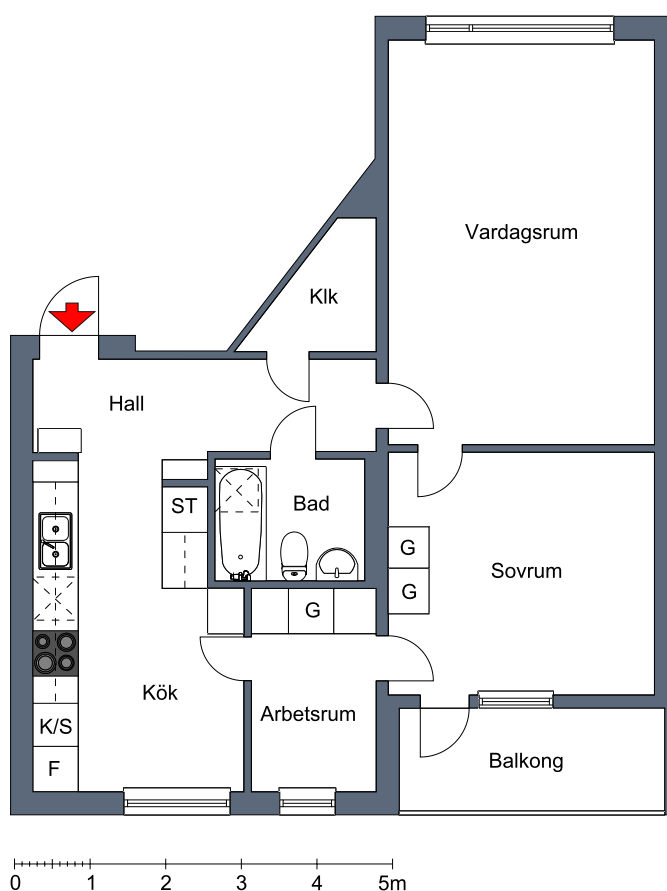 Vardagsrum
Klk
Hall
ST
Bad
G
Sovrum
G
G
Kök
Arbetsrum
K/S
Balkong
F
0 1 2 3 4 5m